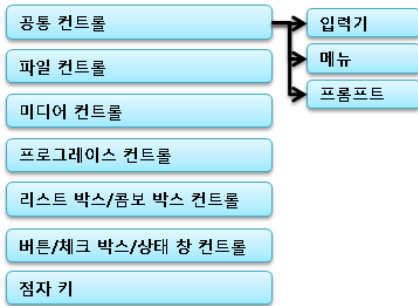 공통 컨트롤
입력기
메뉴
프롬프트
파일 컨트롤
미디어 컨트롤
프로그레이스 컨트롤
리스트 박스/콤보 박스 컨트롤
버튼/체크 박스/상태 창 컨트롤
점자 키